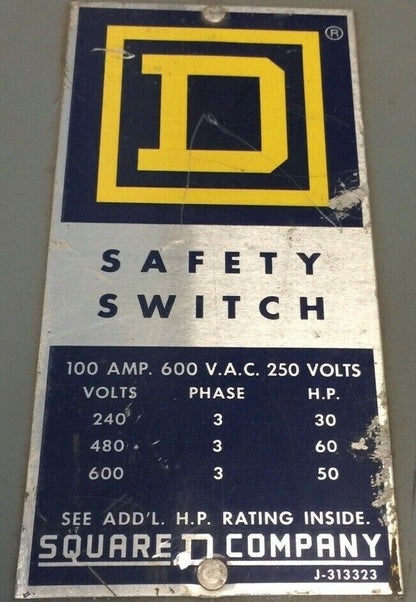 D ®
SAFETY
SWITCH
100 AMP. 600 V.A.C. 250 VOLTS
VOLTS PHASE H.P.
240 3 30
480 3 60
600 3 50
SEE ADD'L. H.P. RATING INSIDE.
SQUARE D COMPANY
J-313323